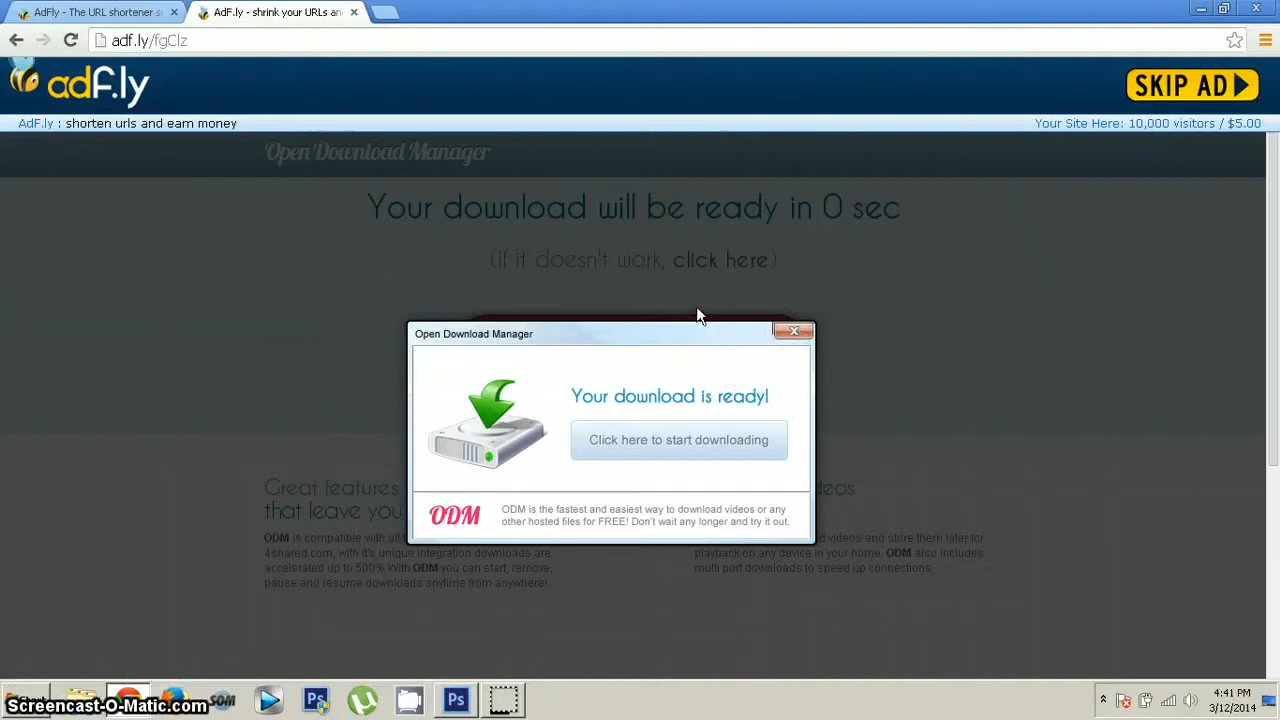 AdFly - The URL shortener s
AdF.ly - shrink your URLs an
adf.ly/fgClz
adf.ly
SKIP AD
AdF.ly : shorten urls and earn money
Your Site Here: 10,000 visitors / $5.00
Open Download Manager
Your download will be ready in 0 sec
(If it doesn't work, click here)
Open Download Manager
Your download is ready!
Click here to start downloading
ODM
ODM is the fastest and easiest way to download videos or any
other hosted files for FREE! Don't wait any longer and try it out.
Great features
that leave you
ODM is compatible with all
4shared.com, with it's unique integration downloads are
accelerated up to 500% With ODM you can start, remove,
pause and resume downloads anytime from anywhere!
deos
d videos and store them later for
playback on any device in your home. ODM also includes
multi port downloads to speed up connections.
SOM
Ps
Ps
4:41 PM
3/12/2014
Screencast-O-Matic.com